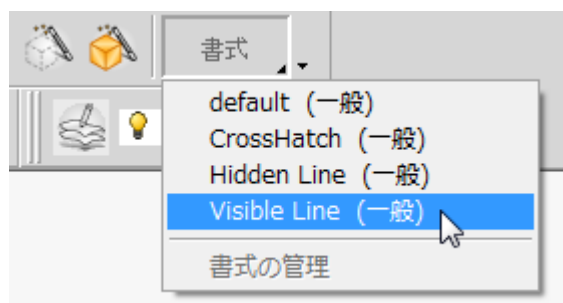 書式
default (一般)
CrossHatch (一般)
Hidden Line (一般)
Visible Line (一般)
書式の管理